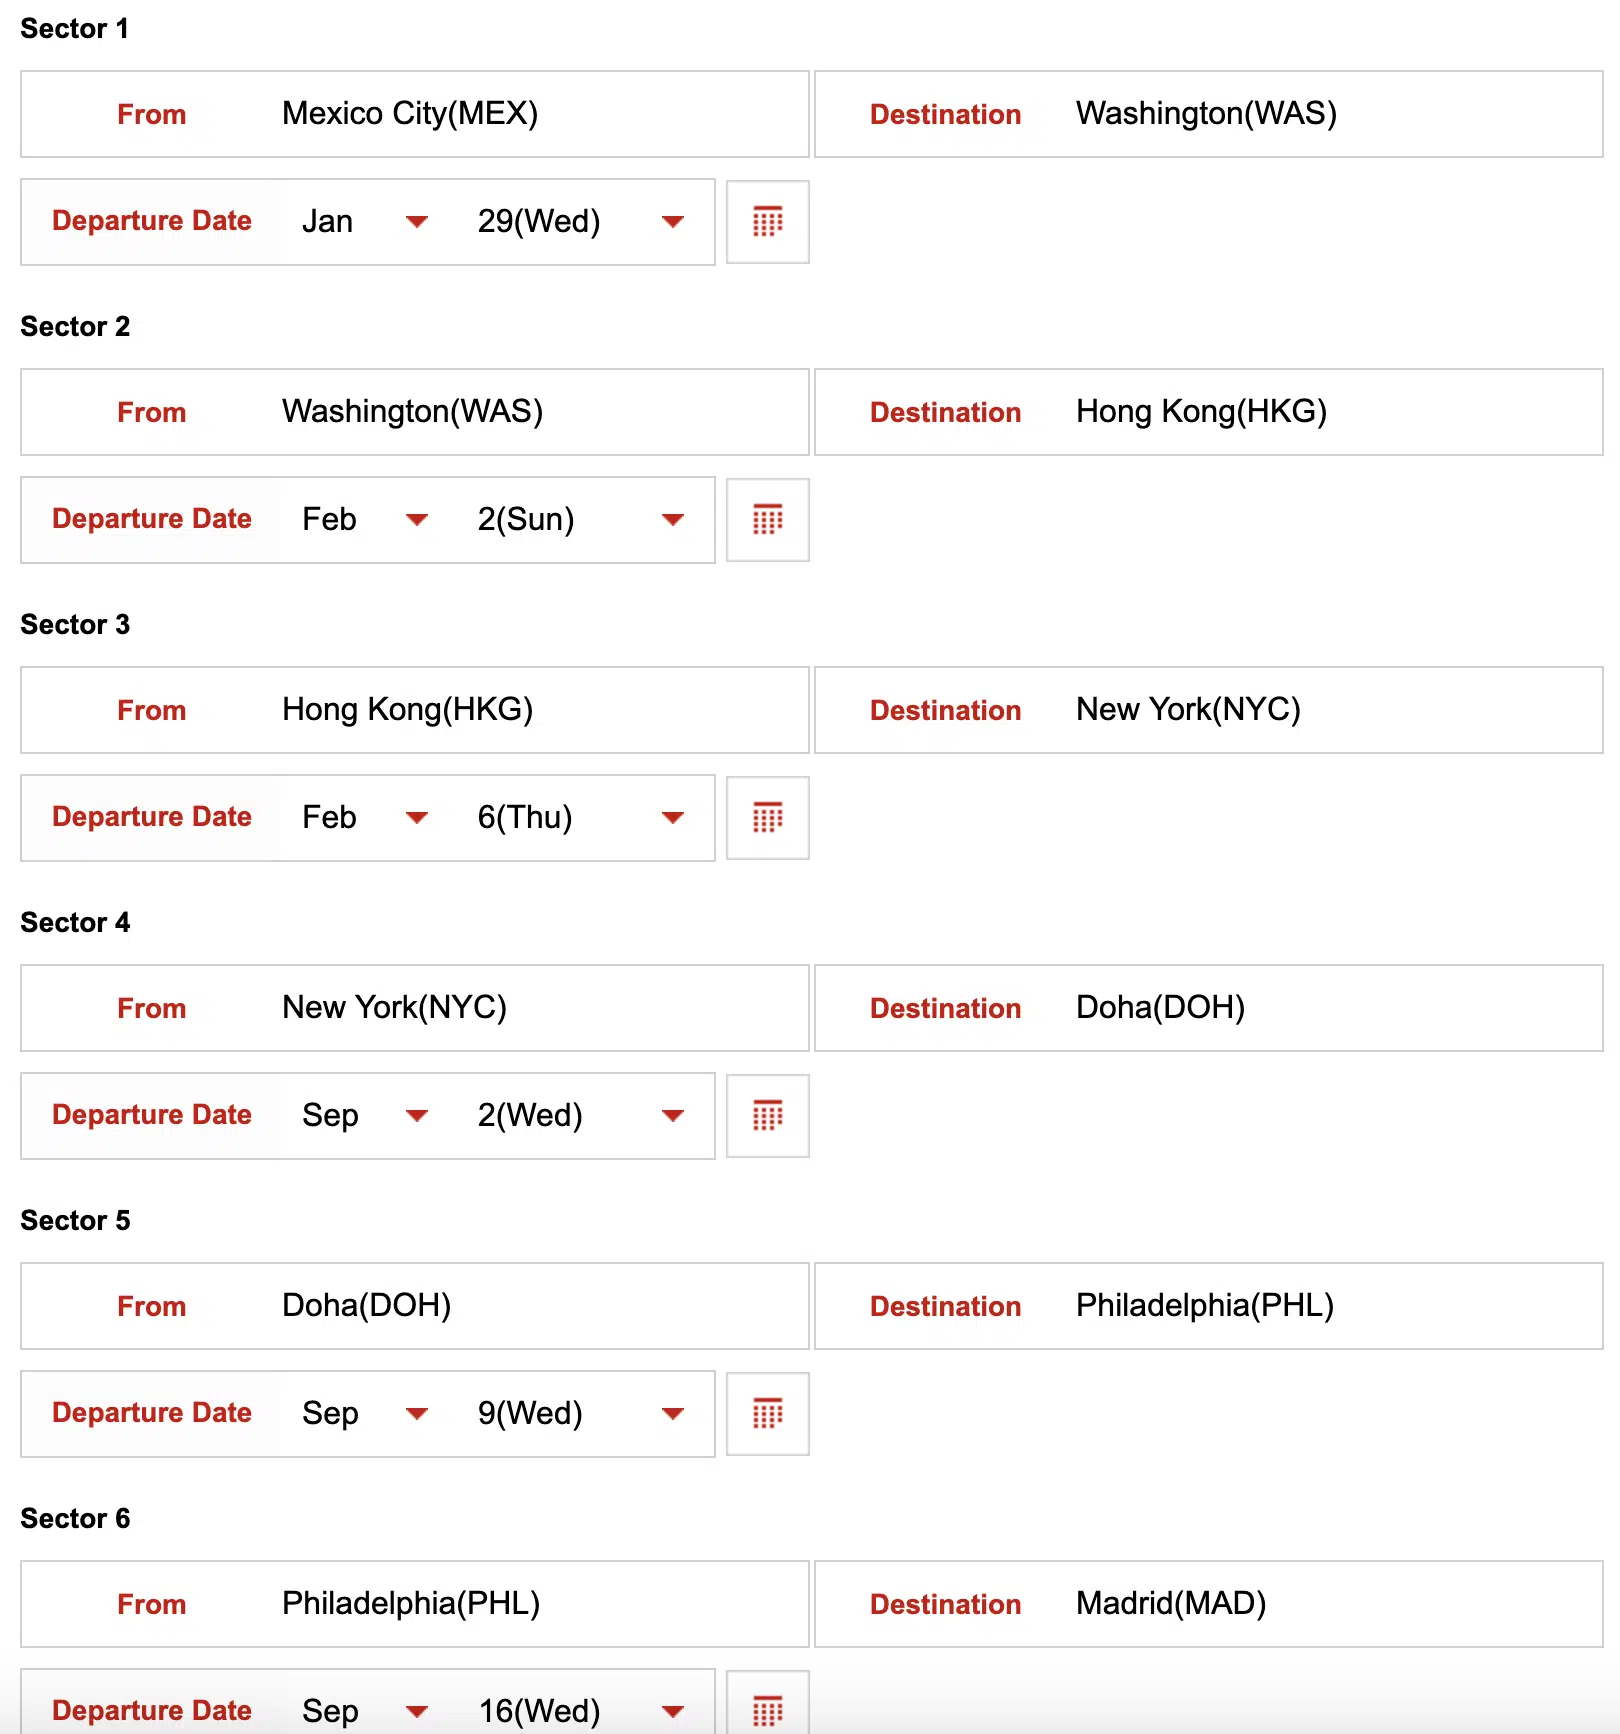 Sector 1
From Mexico City(MEX) Destination Washington(WAS)
Departure Date Jan 29(Wed)
Sector 2
From Washington(WAS) Destination Hong Kong(HKG)
Departure Date Feb 2(Sun)
Sector 3
From Hong Kong(HKG) Destination New York(NYC)
Departure Date Feb 6(Thu)
Sector 4
From New York(NYC) Destination Doha(DOH)
Departure Date Sep 2(Wed)
Sector 5
From Doha(DOH) Destination Philadelphia(PHL)
Departure Date Sep 9(Wed)
Sector 6
From Philadelphia(PHL) Destination Madrid(MAD)
Departure Date Sep 16(Wed)